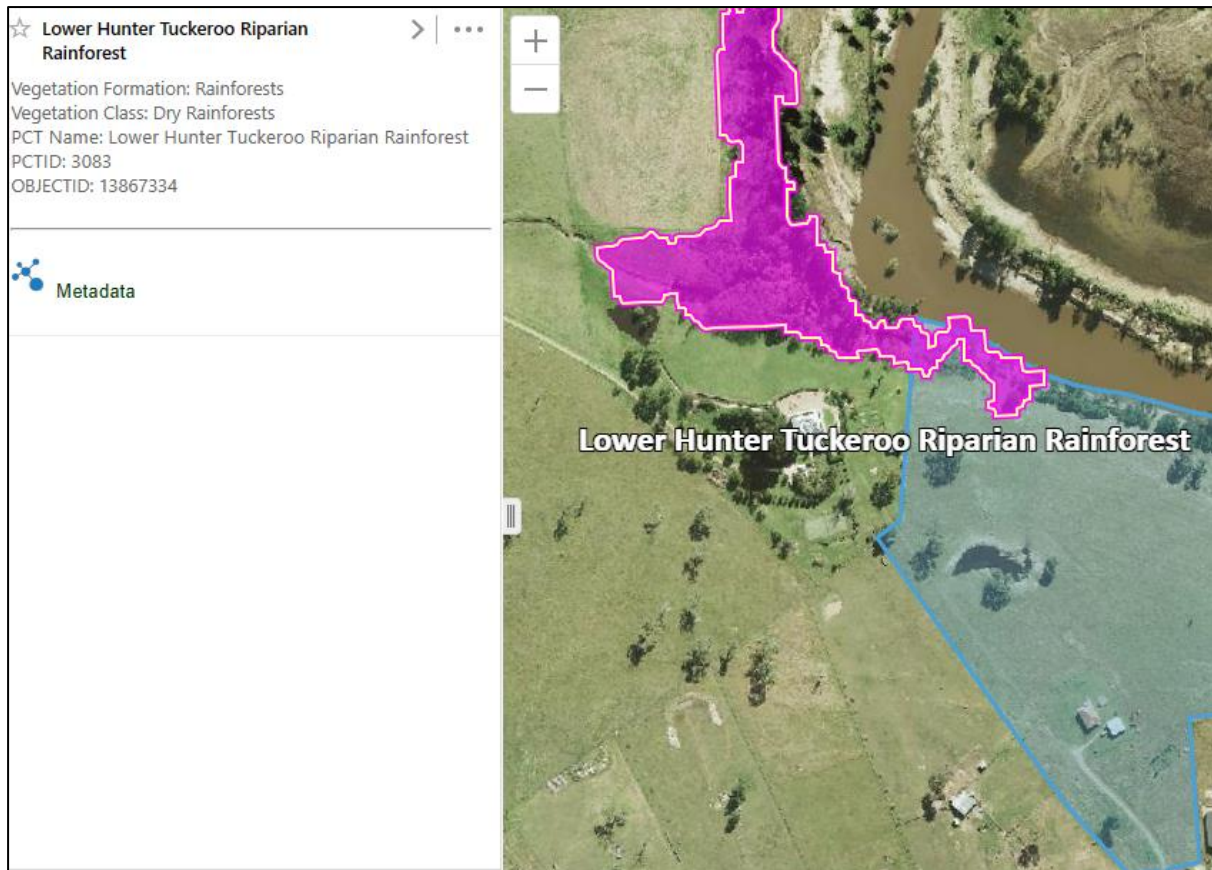 Lower Hunter Tuckeroo Riparian
Rainforest
Vegetation Formation: Rainforests
Vegetation Class: Dry Rainforests
PCT Name: Lower Hunter Tuckeroo Riparian Rainforest
PCTID: 3083
OBJECTID: 13867334
Metadata
Lower Hunter Tuckeroo Riparian Rainforest